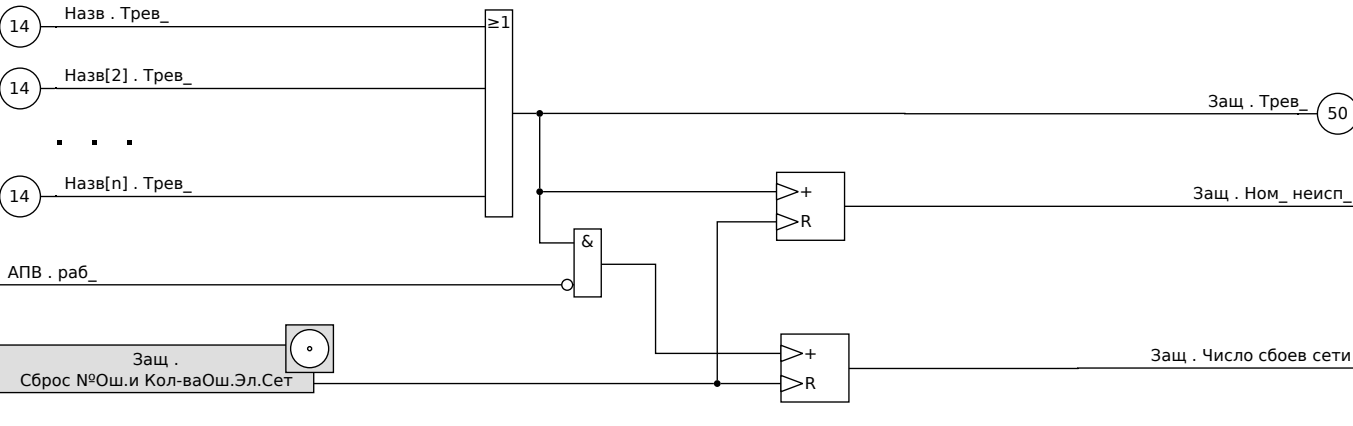 14
Назв . Трев_
≥1
14
Назв[2] . Трев_
Защ . Трев_
50
14
Назв[n] . Трев_
+
R
Защ . Ном_ неисп_
&
АПВ . раб_
Защ .
Сброс №Ош.и Кол-ваОш.Эл.Сет
+
R
Защ . Число сбоев сети